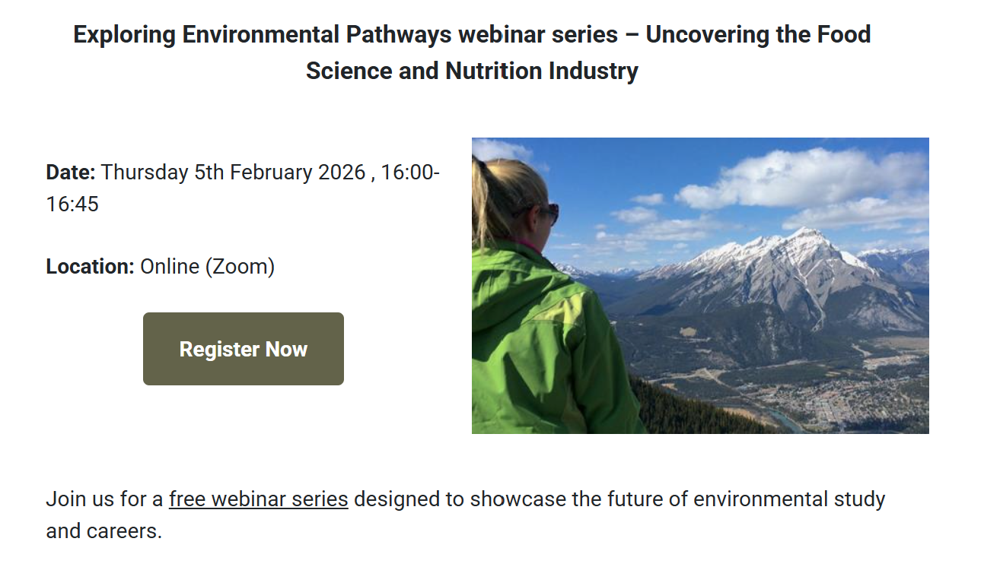 Exploring Environmental Pathways webinar series – Uncovering the Food
Science and Nutrition Industry
Date: Thursday 5th February 2026 , 16:00-
16:45
Location: Online (Zoom)
Register Now
Join us for a free webinar series designed to showcase the future of environmental study
and careers.